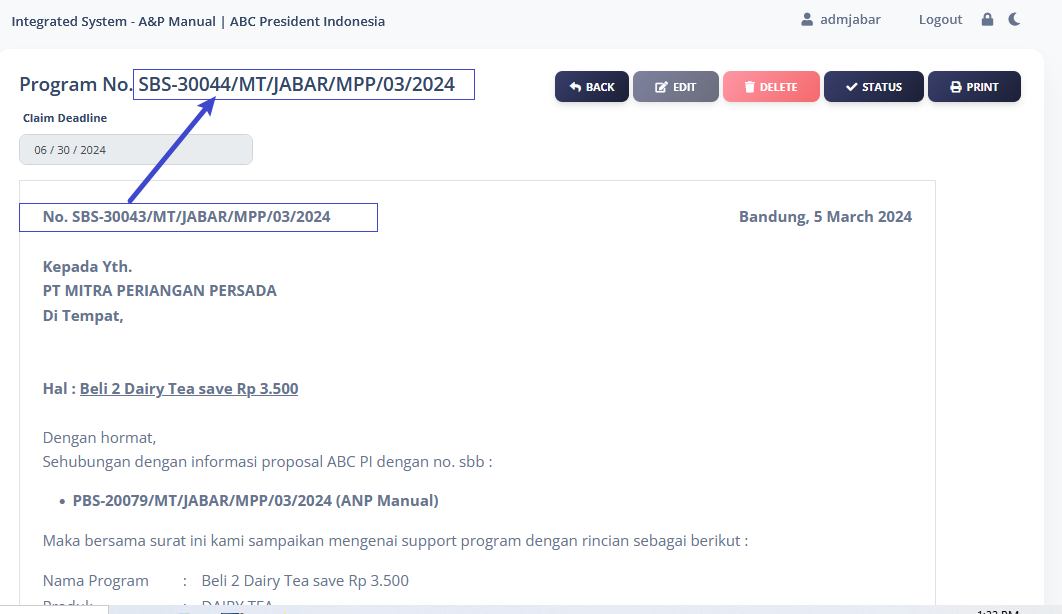 Integrated System - A&P Manual | ABC President Indonesia
admjabar
Logout
Program No. SBS-30044/MT/JABAR/MPP/03/2024
BACK
EDIT
DELETE
STATUS
PRINT
Claim Deadline
06 / 30 / 2024
No. SBS-30043/MT/JABAR/MPP/03/2024
Bandung, 5 March 2024
Kepada Yth.
PT MITRA PERIANGAN PERSADA
Di Tempat,
Hal : Beli 2 Dairy Tea save Rp 3.500
Dengan hormat,
Sehubungan dengan informasi proposal ABC PI dengan no. sbb :
• PBS-20079/MT/JABAR/MPP/03/2024 (ANP Manual)
Maka bersama surat ini kami sampaikan mengenai support program dengan rincian sebagai berikut :
Nama Program : Beli 2 Dairy Tea save Rp 3.500
Produk : DAIRY TEA